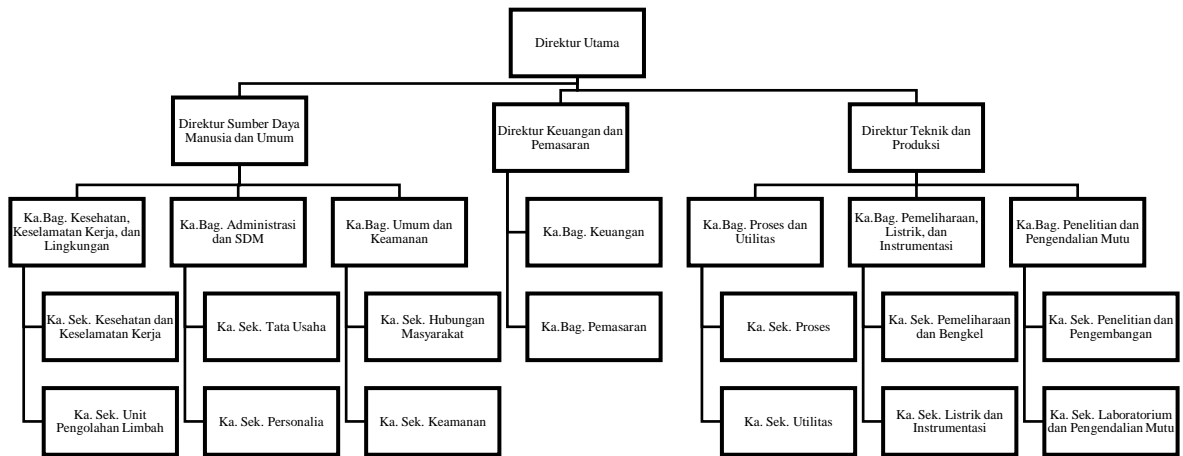 Direktur Utama
Direktur Sumber Daya
Manusia dan Umum
Direktur Keuangan dan
Pemasaran
Direktur Teknik dan
Produksi
Ka.Bag. Kesehatan,
Keselamatan Kerja, dan
Lingkungan
Ka.Bag. Administrasi
dan SDM
Ka.Bag. Umum dan
Keamanan
Ka.Bag. Keuangan
Ka.Bag. Proses dan
Utilitas
Ka.Bag. Pemeliharaan,
Listrik, dan
Instrumentasi
Ka.Bag. Penelitian dan
Pengendalian Mutu
Ka. Sek. Kesehatan dan
Keselamatan Kerja
Ka. Sek. Tata Usaha
Ka. Sek. Hubungan
Masyarakat
Ka.Bag. Pemasaran
Ka. Sek. Proses
Ka. Sek. Pemeliharaan
dan Bengkel
Ka. Sek. Penelitian dan
Pengembangan
Ka. Sek. Unit
Pengolahan Limbah
Ka. Sek. Personalia
Ka. Sek. Keamanan
Ka. Sek. Utilitas
Ka. Sek. Listrik dan
Instrumentasi
Ka. Sek. Laboratorium
dan Pengendalian Mutu